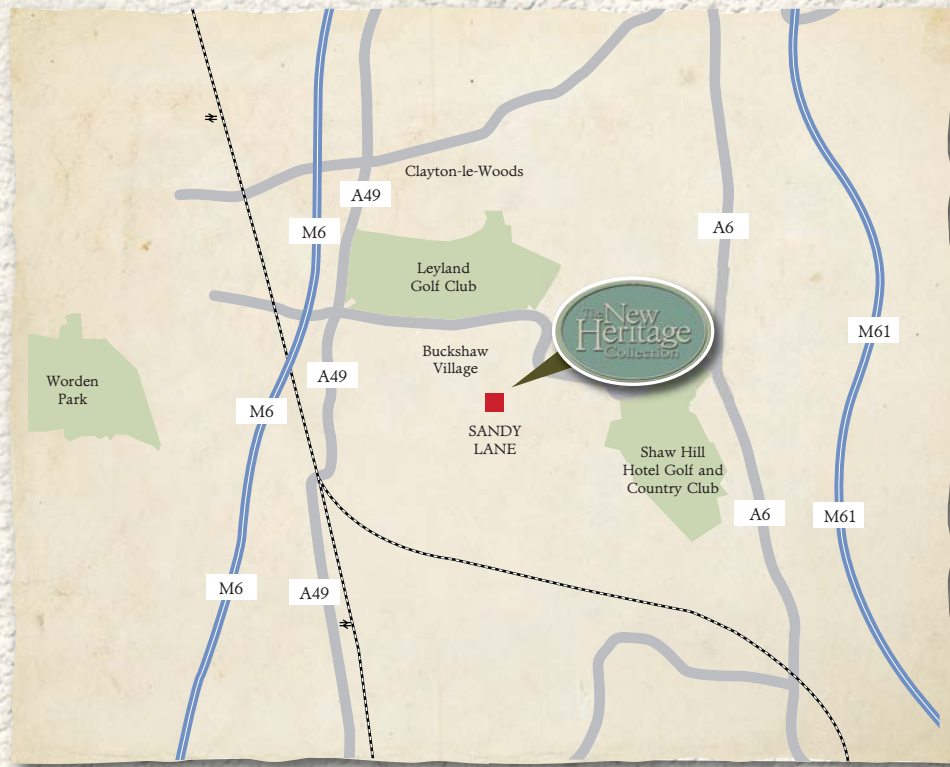 Clayton-le-Woods
A49
A6
M6
Leyland
Golf Club
The New
Heritage
Collection
M61
Buckshaw
Village
A49
Worden
Park
M6
SANDY
LANE
Shaw Hill
Hotel Golf and
Country Club
A6
M61
M6
A49